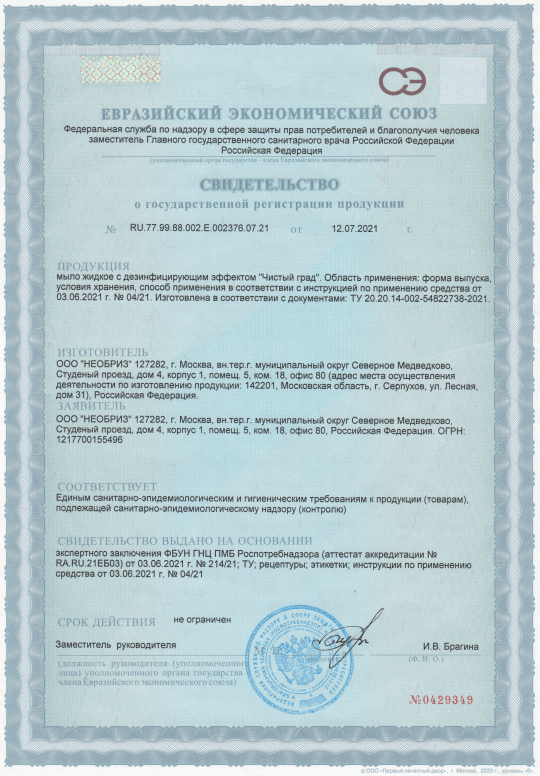 СЭ
ЕВРАЗИЙСКИЙ ЭКОНОМИЧЕСКИЙ СОЮЗ
Федеральная служба по надзору в сфере защиты прав потребителей и благополучия человека
заместитель Главного государственного санитарного врача Российской Федерации
Российская Федерация
(уполномоченный орган государства - члена Евразийского экономического союза)
СВИДЕТЕЛЬСТВО
о государственной регистрации продукции
№ RU.77.99.88.002.E.002376.07.21 от 12.07.2021 г.
ПРОДУКЦИЯ
мыло жидкое с дезинфицирующим эффектом "Чистый град". Область применения: форма выпуска,
условия хранения, способ применения в соответствии с инструкцией по применению средства от
03.06.2021 г. № 04/21. Изготовлена в соответствии с документами: ТУ 20.20.14-002-54822738-2021.
ИЗГОТОВИТЕЛЬ
ООО "НЕОБРИЗ" 127282, г. Москва, вн.тер.г. муниципальный округ Северное Медведково,
Студеный проезд, дом 4, корпус 1, помещ. 5, ком. 18, офис 80 (адрес места осуществления
деятельности по изготовлению продукции: 142201, Московская область, г. Серпухов, ул. Лесная,
дом 31), Российская Федерация.
ЗАЯВИТЕЛЬ
ООО "НЕОБРИЗ" 127282, г. Москва, вн.тер.г. муниципальный округ Северное Медведково,
Студеный проезд, дом 4, корпус 1, помещ. 5, ком. 18, офис 80, Российская Федерация. ОГРН:
1217700155496
СООТВЕТСТВУЕТ
Единым санитарно-эпидемиологическим и гигиеническим требованиям к продукции (товарам),
подлежащей санитарно-эпидемиологическому надзору (контролю)
СВИДЕТЕЛЬСТВО ВЫДАНО НА ОСНОВАНИИ
экспертного заключения ФБУН ГНЦ ПМБ Роспотребнадзора (аттестат аккредитации №
RA.RU.21ЕБ03) от 03.06.2021 г. № 214/21; ТУ; рецептуры; этикетки; инструкции по применению
средства от 03.06.2021 г. № 04/21
СРОК ДЕЙСТВИЯ не ограничен
Заместитель руководителя И.В. Брагина
(должность руководителя (уполномоченного (Ф. И. О.)
лица) уполномоченного органа государства
члена Евразийского экономического союза)
№0429349
© ООО «Первый печатный двор», г. Москва, 2020 г., уровень «В».